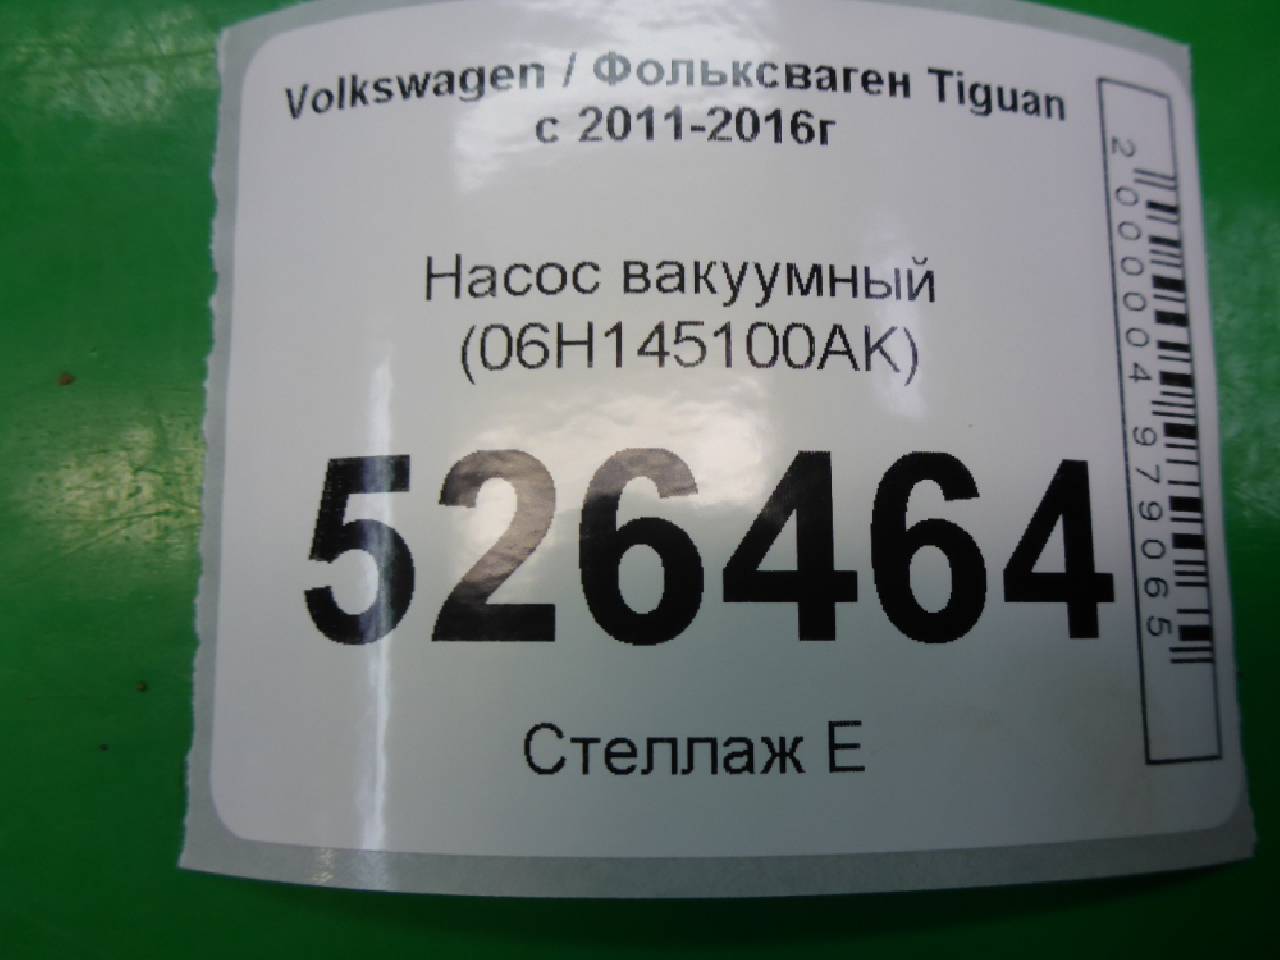 Volkswagen / Фольксваген Tiguan
с 2011-2016г
Насос вакуумный
(06H145100AK)
526464
Стеллаж Е
2000004979065